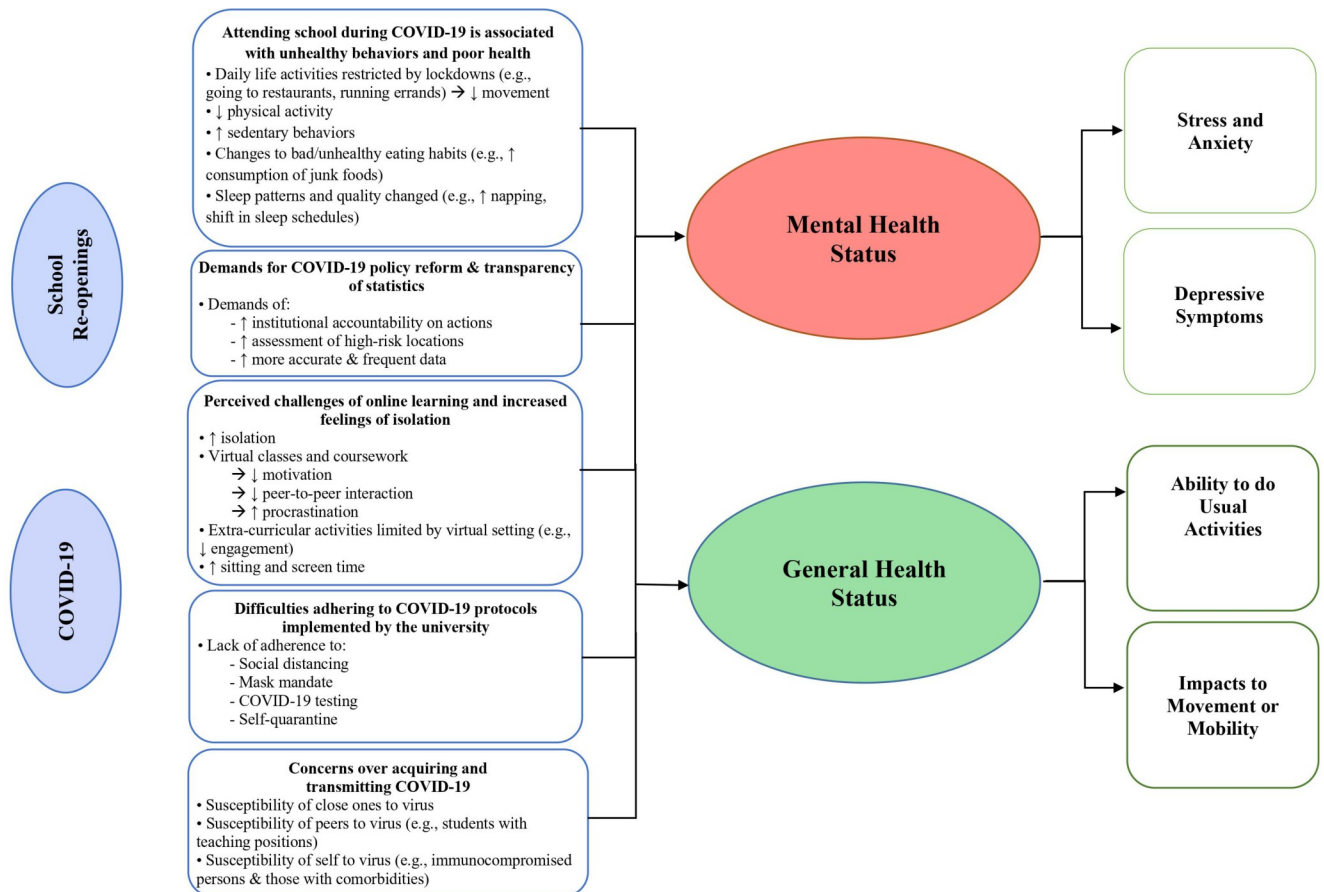 School
Re-openings
COVID-19
Attending school during COVID-19 is associated
with unhealthy behaviors and poor health
• Daily life activities restricted by lockdowns (e.g.,
going to restaurants, running errands) → ↓ movement
• ↓ physical activity
• ↑ sedentary behaviors
• Changes to bad/unhealthy eating habits (e.g., ↑
consumption of junk foods)
• Sleep patterns and quality changed (e.g., ↑ napping,
shift in sleep schedules)
Demands for COVID-19 policy reform & transparency
of statistics
• Demands of:
- ↑ institutional accountability on actions
- ↑ assessment of high-risk locations
- ↑ more accurate & frequent data
Perceived challenges of online learning and increased
feelings of isolation
• ↑ isolation
• Virtual classes and coursework
→ ↓ motivation
→ ↓ peer-to-peer interaction
→ ↑ procrastination
• Extra-curricular activities limited by virtual setting (e.g.,
↓ engagement)
• ↑ sitting and screen time
Difficulties adhering to COVID-19 protocols
implemented by the university
• Lack of adherence to:
- Social distancing
- Mask mandate
- COVID-19 testing
- Self-quarantine
Concerns over acquiring and
transmitting COVID-19
• Susceptibility of close ones to virus
• Susceptibility of peers to virus (e.g., students with
teaching positions)
• Susceptibility of self to virus (e.g., immunocompromised
persons & those with comorbidities)
Mental Health
Status
General Health
Status
Stress and
Anxiety
Depressive
Symptoms
Ability to do
Usual
Activities
Impacts to
Movement or
Mobility